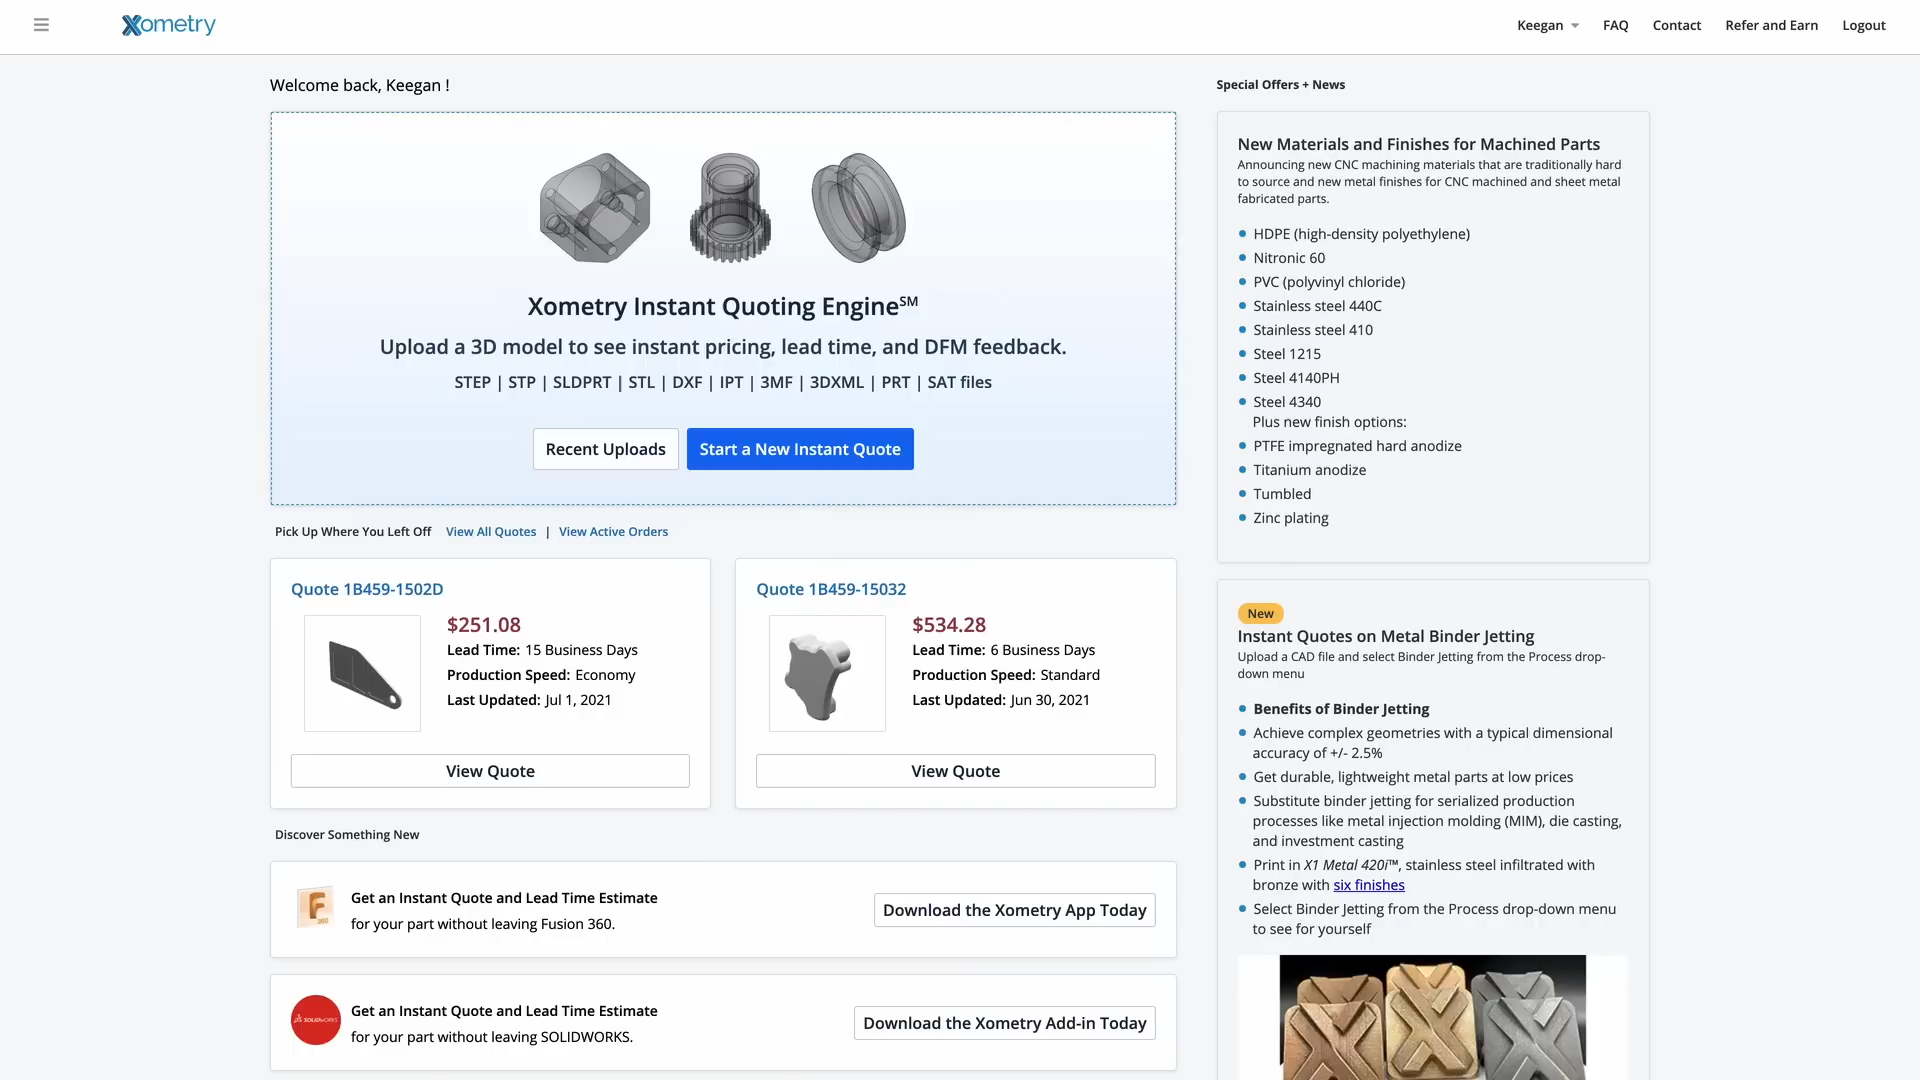 Xometry
Keegan
FAQ
Contact
Refer and Earn
Logout
Welcome back, Keegan !
Xometry Instant Quoting Engine℠
Upload a 3D model to see instant pricing, lead time, and DFM feedback.
STEP | STP | SLDPRT | STL | DXF | IPT | 3MF | 3DXML | PRT | SAT files
Recent Uploads
Start a New Instant Quote
Pick Up Where You Left Off View All Quotes | View Active Orders
Quote 1B459-1502D
$251.08
Lead Time: 15 Business Days
Production Speed: Economy
Last Updated: Jul 1, 2021
View Quote
Quote 1B459-15032
$534.28
Lead Time: 6 Business Days
Production Speed: Standard
Last Updated: Jun 30, 2021
View Quote
Discover Something New
F
360
Get an Instant Quote and Lead Time Estimate
for your part without leaving Fusion 360.
Download the Xometry App Today
SOLIDWORKS
Get an Instant Quote and Lead Time Estimate
for your part without leaving SOLIDWORKS.
Download the Xometry Add-in Today
Special Offers + News
New Materials and Finishes for Machined Parts
Announcing new CNC machining materials that are traditionally hard
to source and new metal finishes for CNC machined and sheet metal
fabricated parts.
HDPE (high-density polyethylene)
Nitronic 60
PVC (polyvinyl chloride)
Stainless steel 440C
Stainless steel 410
Steel 1215
Steel 4140PH
Steel 4340
Plus new finish options:
PTFE impregnated hard anodize
Titanium anodize
Tumbled
Zinc plating
New
Instant Quotes on Metal Binder Jetting
Upload a CAD file and select Binder Jetting from the Process drop-
down menu
Benefits of Binder Jetting
Achieve complex geometries with a typical dimensional
accuracy of +/- 2.5%
Get durable, lightweight metal parts at low prices
Substitute binder jetting for serialized production
processes like metal injection molding (MIM), die casting,
and investment casting
Print in X1 Metal 420i™, stainless steel infiltrated with
bronze with six finishes
Select Binder Jetting from the Process drop-down menu
to see for yourself